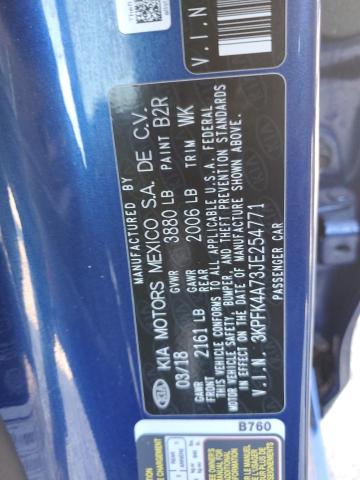 MANUFACTURED BY
KIA MOTORS MEXICO S.A. DE C.V.
03/18 GVWR 3880 LB PAINT B2R
GAWR FRONT 2161 LB GAWR REAR 2006 LB TRIM WK
THIS VEHICLE CONFORMS TO ALL APPLICABLE U.S.A. FEDERAL
MOTOR VEHICLE SAFETY, BUMPER, AND THEFT PREVENTION STANDARDS
IN EFFECT ON THE DATE OF MANUFACTURE SHOWN ABOVE.
V.I.N. 3KPFK4A73JE254771
PASSENGER CAR
KIA
V.I.N
B760